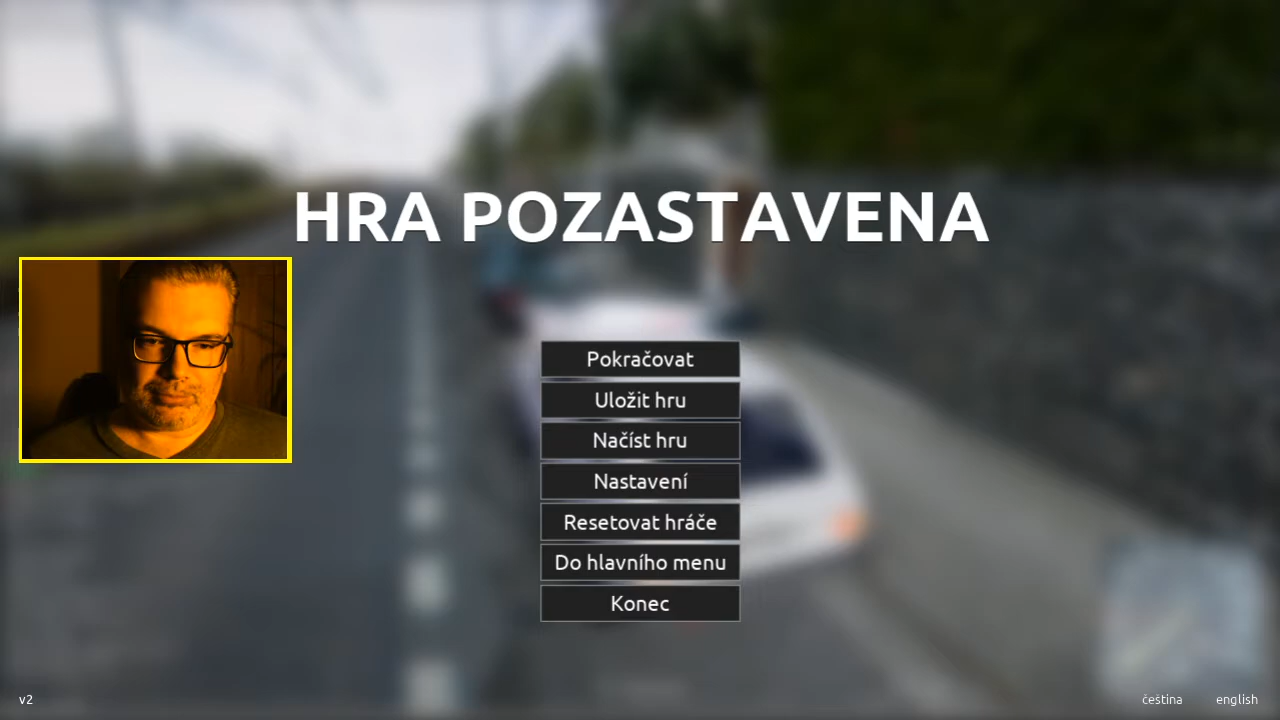 HRA POZASTAVENA
Pokračovat
Uložit hru
Načíst hru
Nastavení
Resetovat hráče
Do hlavního menu
Konec
v2
čeština english